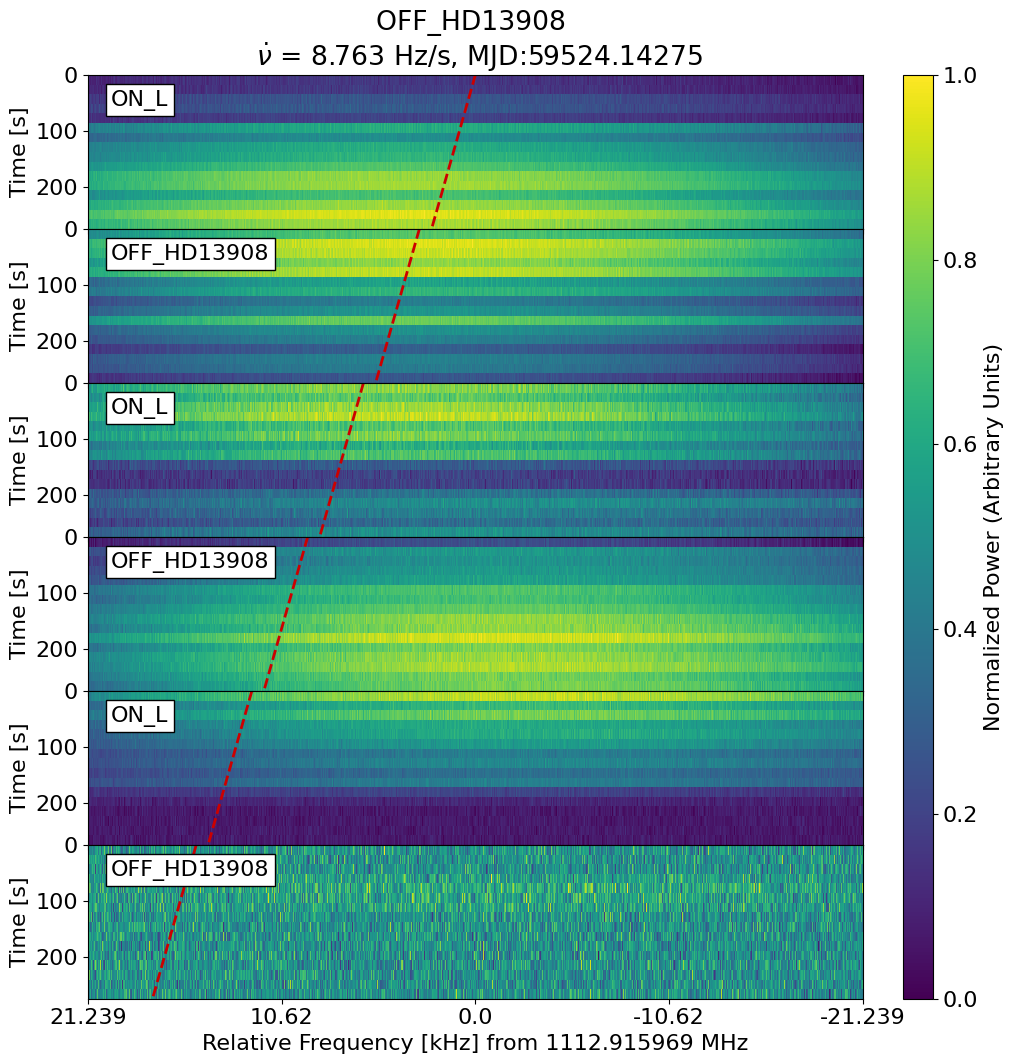 OFF_HD13908
ν̇ = 8.763 Hz/s, MJD:59524.14275
0
ON_L
100
200
Time [s]
0
OFF_HD13908
100
200
Time [s]
0
ON_L
100
200
Time [s]
0
OFF_HD13908
100
200
Time [s]
0
ON_L
100
200
Time [s]
0
OFF_HD13908
100
200
Time [s]
21.239 10.62 0.0 -10.62 -21.239
Relative Frequency [kHz] from 1112.915969 MHz
1.0
0.8
0.6
0.4
0.2
0.0
Normalized Power (Arbitrary Units)